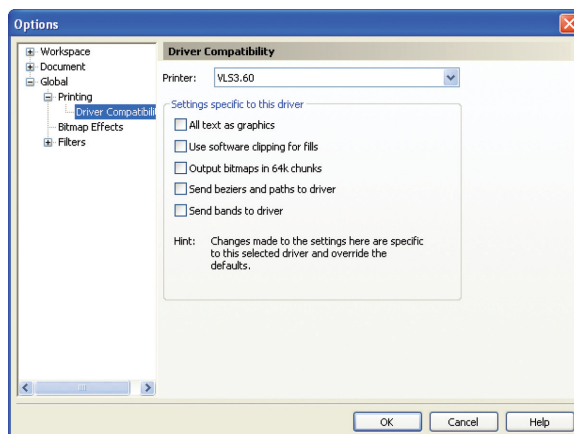 Options
Workspace
Document
Global
Printing
Driver Compatibili
Bitmap Effects
Filters
Driver Compatibility
Printer: VLS3.60
Settings specific to this driver
All text as graphics
Use software clipping for fills
Output bitmaps in 64k chunks
Send beziers and paths to driver
Send bands to driver
Hint: Changes made to the settings here are specific
to this selected driver and override the
defaults.
OK Cancel Help